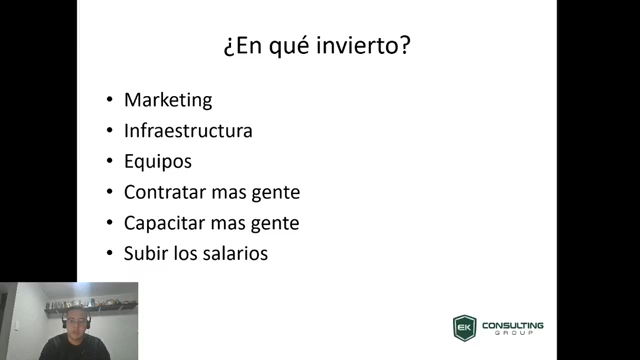 ¿En qué invierto?
• Marketing
• Infraestructura
• Equipos
• Contratar mas gente
• Capacitar mas gente
• Subir los salarios
EK CONSULTING
GROUP